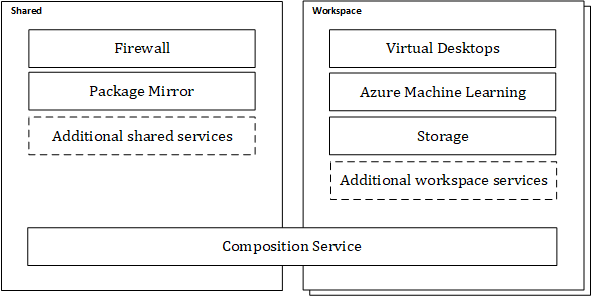 Shared
Firewall
Package Mirror
Additional shared services
Workspace
Virtual Desktops
Azure Machine Learning
Storage
Additional workspace services
Composition Service